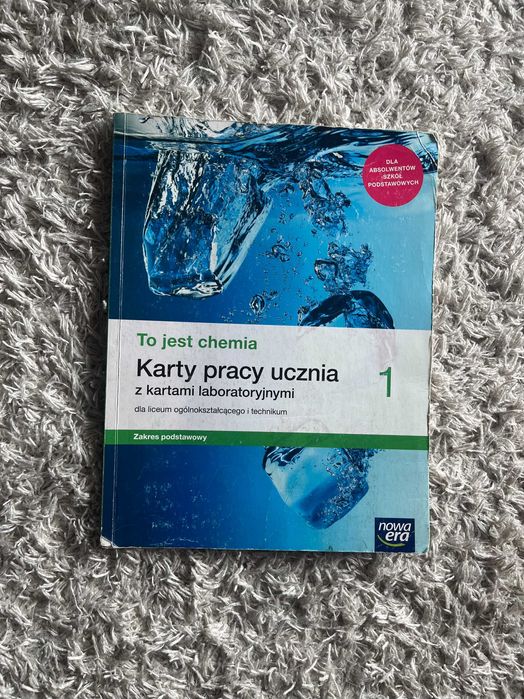 DLA
ABSOLWENTÓW
SZKÓŁ
PODSTAWOWYCH
To jest chemia
Karty pracy ucznia
z kartami laboratoryjnymi
1
dla liceum ogólnokształcącego i technikum
Zakres podstawowy
nowa
era